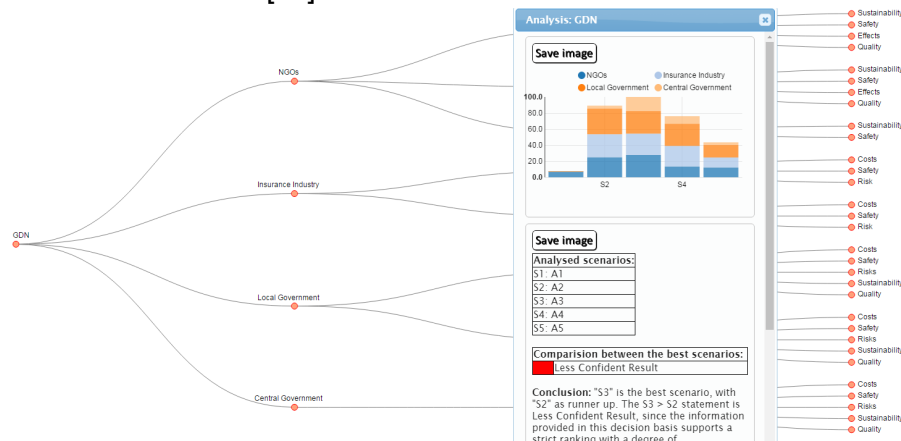 Analysis: GDN
Save image
NGOs
Insurance Industry
Local Government
Central Government
100.0
80.0
60.0
40.0
20.0
0.0
S2
S4
Save image
Analysed scenarios:
S1: A1
S2: A2
S3: A3
S4: A4
S5: A5
Comparision between the best scenarios:
Less Confident Result
Conclusion: "S3" is the best scenario, with
"S2" as runner up. The S3 > S2 statement is
Less Confident Result, since the information
provided in this decision basis supports a
strict ranking with a degree of
GDN
NGOs
Insurance Industry
Local Government
Central Government
Sustainability
Safety
Effects
Quality
Sustainability
Safety
Effects
Quality
Sustainability
Safety
Costs
Safety
Risk
Costs
Safety
Risk
Costs
Safety
Risks
Sustainability
Quality
Costs
Safety
Risks
Sustainability
Quality
Costs
Safety
Risks
Sustainability
Quality